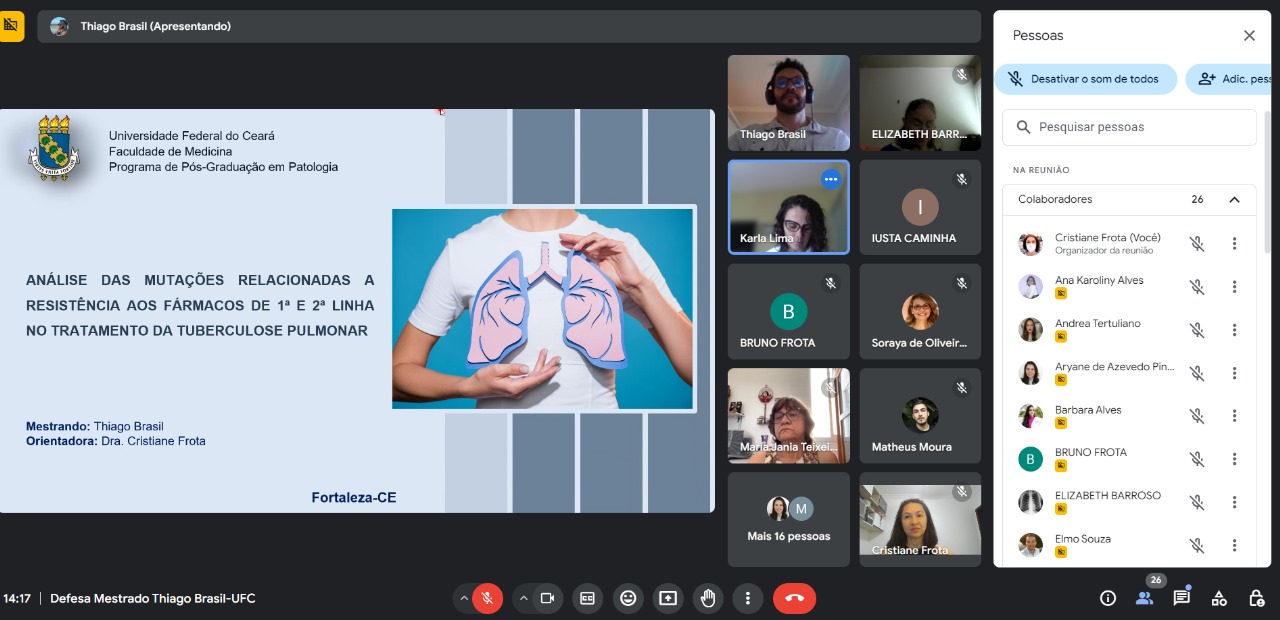 Thiago Brasil (Apresentando)
Universidade Federal do Ceará
Faculdade de Medicina
Programa de Pós-Graduação em Patologia
ANÁLISE DAS MUTAÇÕES RELACIONADAS A
RESISTÊNCIA AOS FÁRMACOS DE 1ª E 2ª LINHA
NO TRATAMENTO DA TUBERCULOSE PULMONAR
Mestrando: Thiago Brasil
Orientadora: Dra. Cristiane Frota
Fortaleza-CE
Thiago Brasil
ELIZABETH BARR...
Karla Lima
I
IUSTA CAMINHA
B
BRUNO FROTA
Soraya de Oliveir...
Maria Jania Teixei...
Matheus Moura
M
Mais 16 pessoas
Cristiane Frota
Pessoas
Desativar o som de todos
Adic. pess
Pesquisar pessoas
NA REUNIÃO
Colaboradores 26
Cristiane Frota (Você)
Organizador da reunião
Ana Karoliny Alves
Andrea Tertuliano
Aryane de Azevedo Pin...
Barbara Alves
B BRUNO FROTA
ELIZABETH BARROSO
Elmo Souza
14:17 | Defesa Mestrado Thiago Brasil-UFC
26